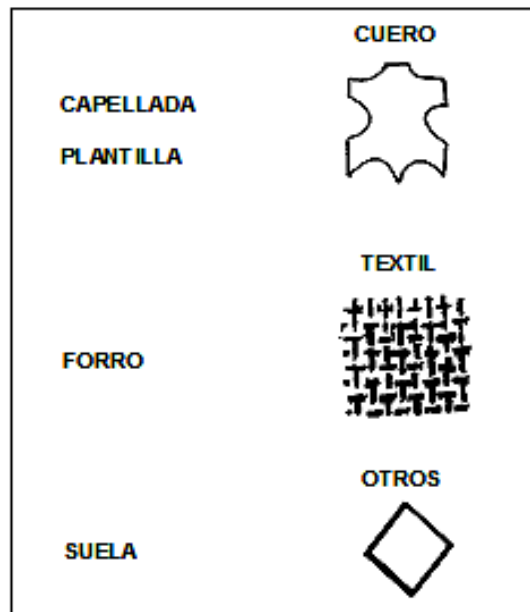 CUERO
CAPELLADA
PLANTILLA
TEXTIL
FORRO
OTROS
SUELA